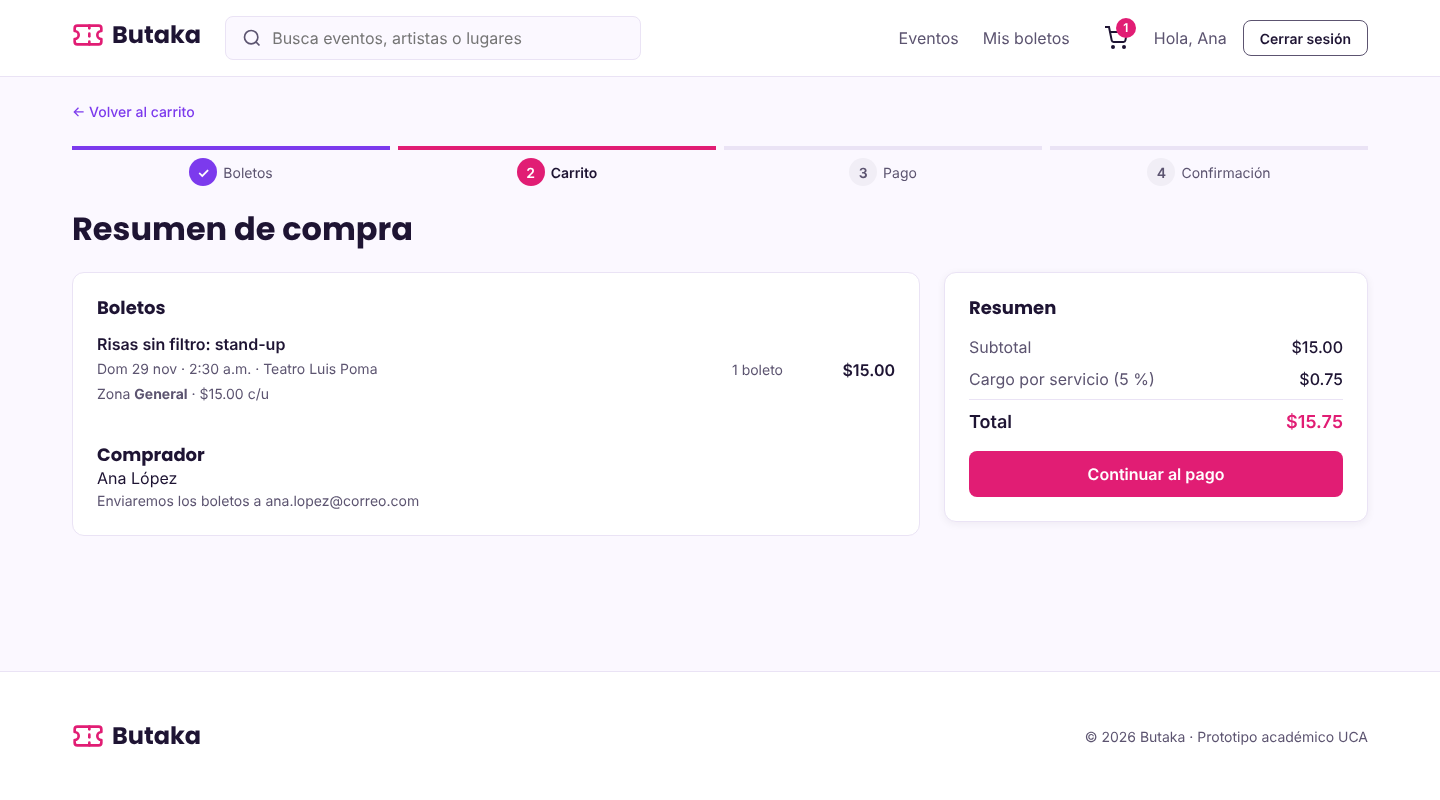 Butaka
Busca eventos, artistas o lugares
Eventos
Mis boletos
1
Hola, Ana
Cerrar sesión
← Volver al carrito
Boletos
2 Carrito
3 Pago
4 Confirmación
Resumen de compra
Boletos
Risas sin filtro: stand-up
Dom 29 nov · 2:30 a.m. · Teatro Luis Poma
Zona General · $15.00 c/u
1 boleto
$15.00
Comprador
Ana López
Enviaremos los boletos a ana.lopez@correo.com
Resumen
Subtotal $15.00
Cargo por servicio (5 %) $0.75
Total $15.75
Continuar al pago
Butaka
© 2026 Butaka · Prototipo académico UCA